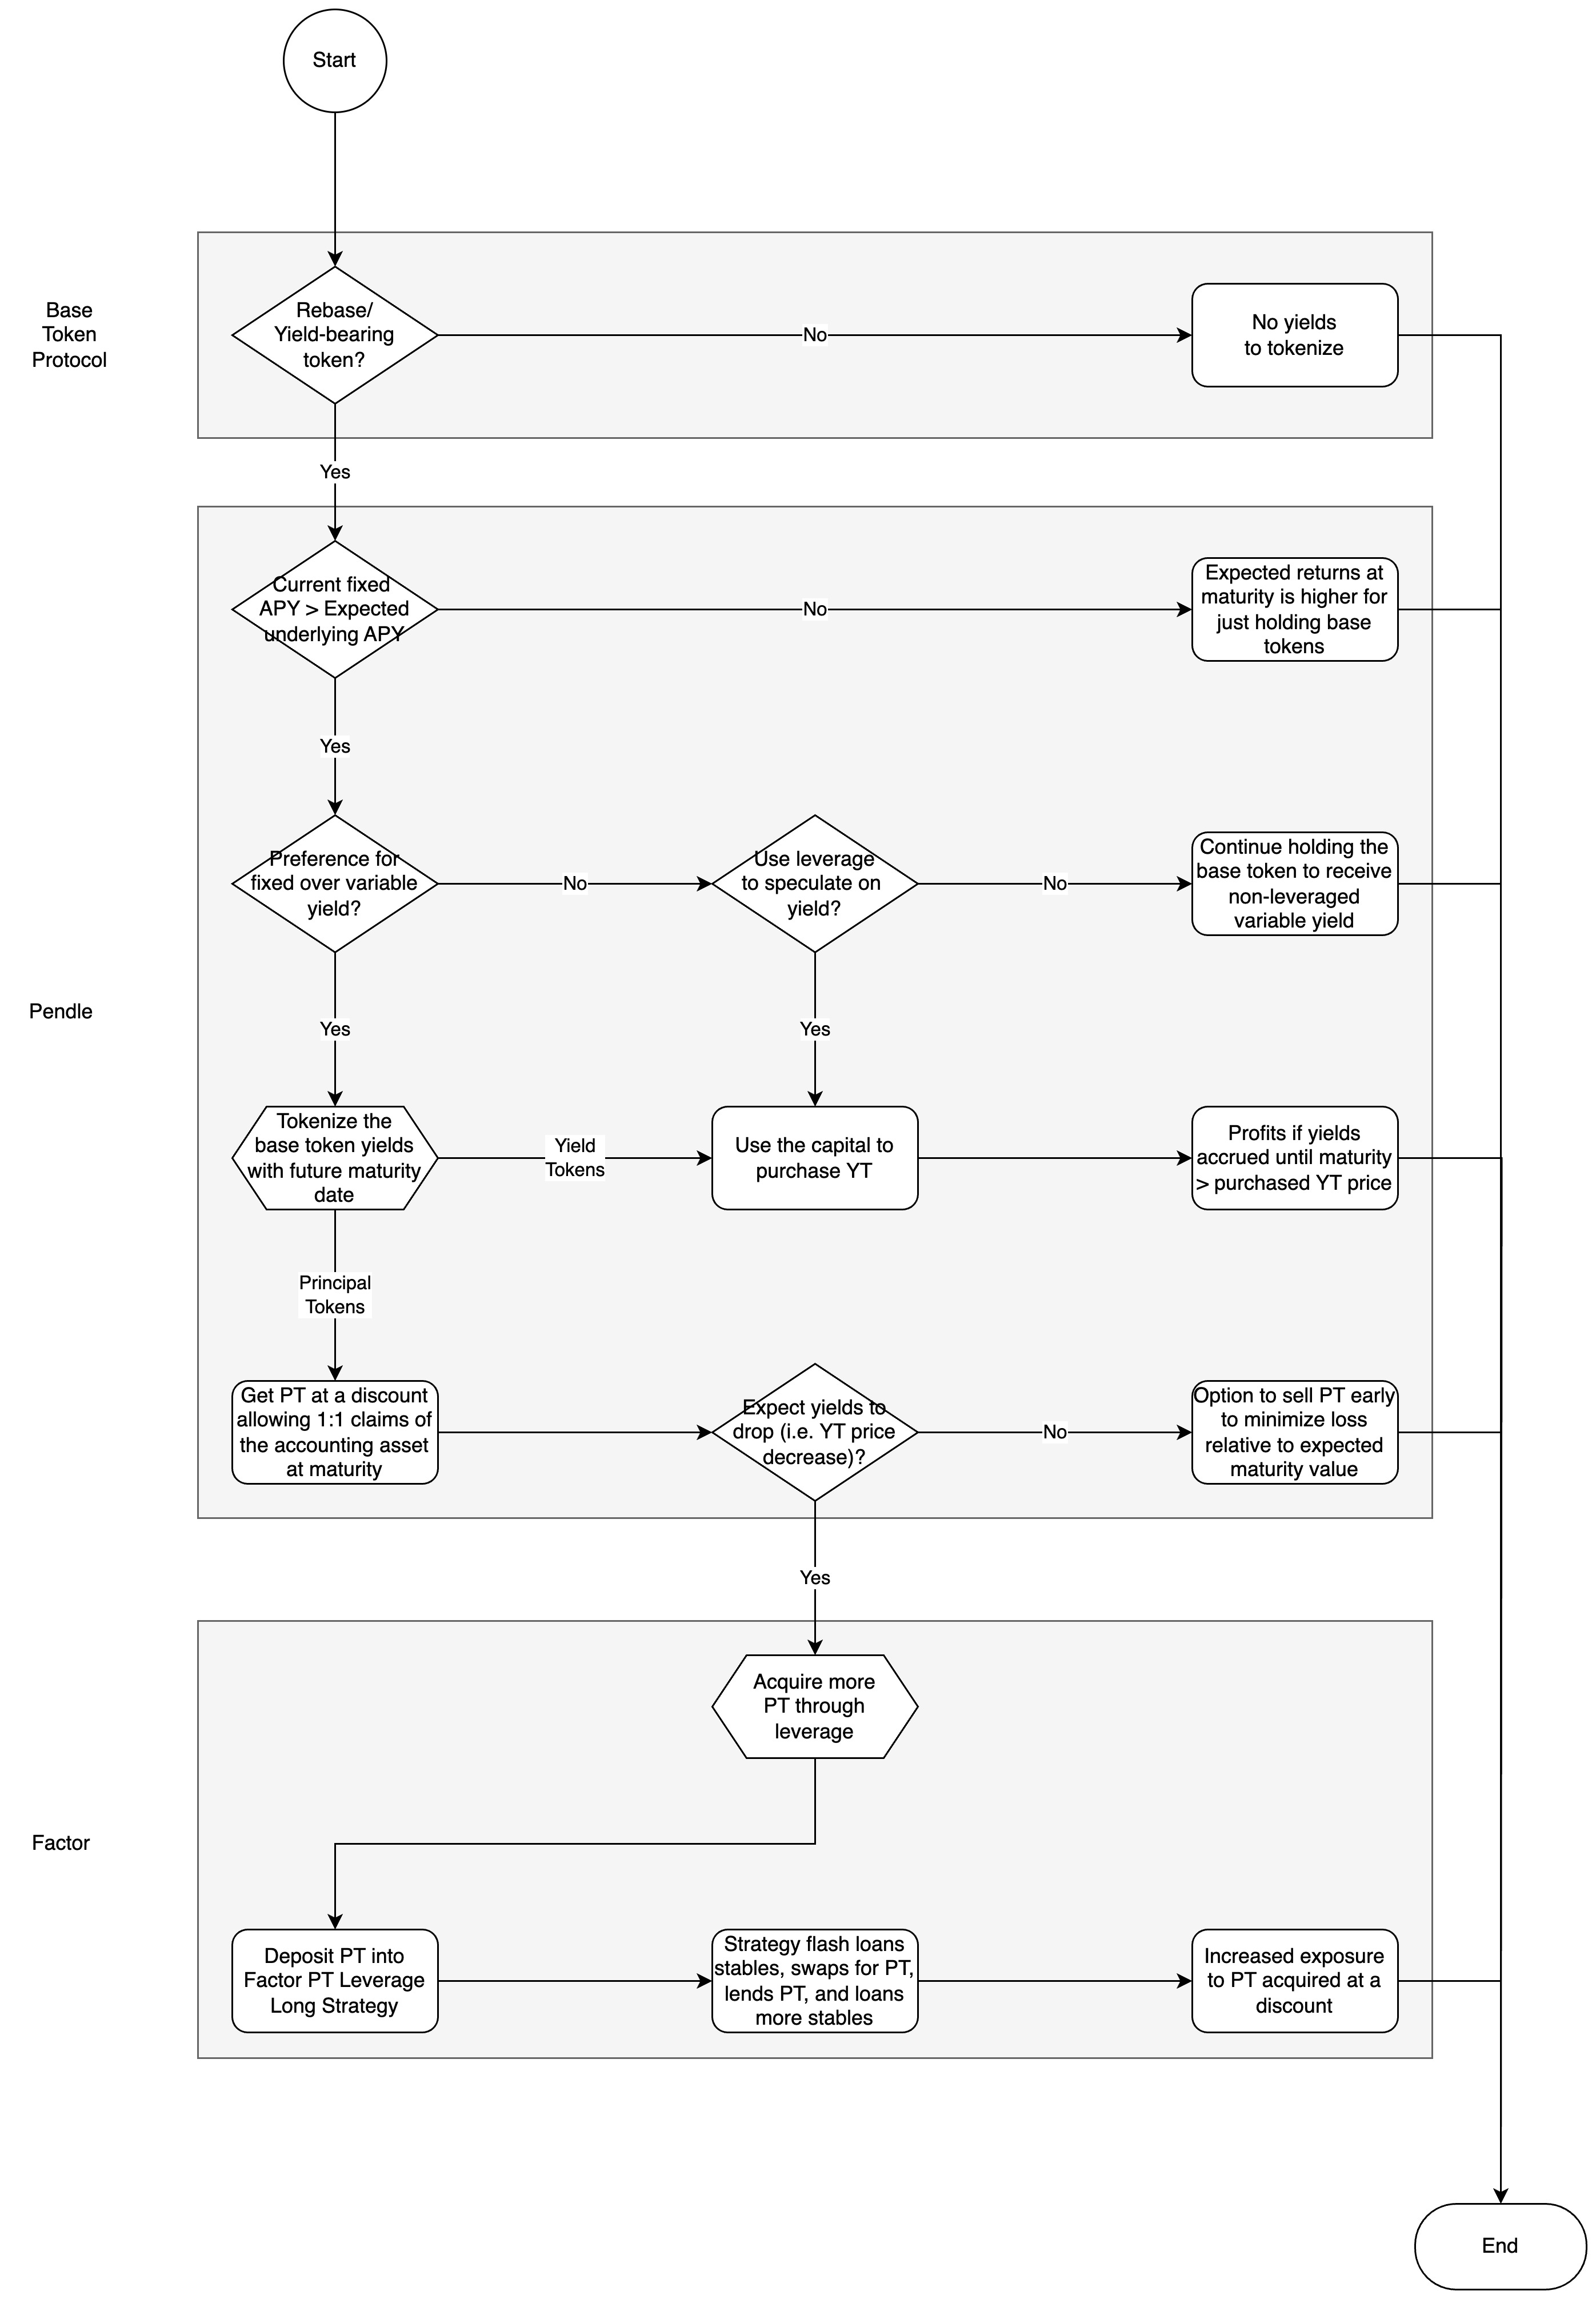 Start
Base
Token
Protocol
Rebase/
Yield-bearing
token?
No
No yields
to tokenize
Yes
Current fixed
APY > Expected
underlying APY
No
Expected returns at
maturity is higher for
just holding base
tokens
Yes
Preference for
fixed over variable
yield?
No
Use leverage
to speculate on
yield?
No
Continue holding the
base token to receive
non-leveraged
variable yield
Pendle
Yes
Yes
Tokenize the
base token yields
with future maturity
date
Yield
Tokens
Use the capital to
purchase YT
Profits if yields
accrued until maturity
> purchased YT price
Principal
Tokens
Get PT at a discount
allowing 1:1 claims of
the accounting asset
at maturity
Expect yields to
drop (i.e. YT price
decrease)?
No
Option to sell PT early
to minimize loss
relative to expected
maturity value
Yes
Acquire more
PT through
leverage
Factor
Deposit PT into
Factor PT Leverage
Long Strategy
Strategy flash loans
stables, swaps for PT,
lends PT, and loans
more stables
Increased exposure
to PT acquired at a
discount
End